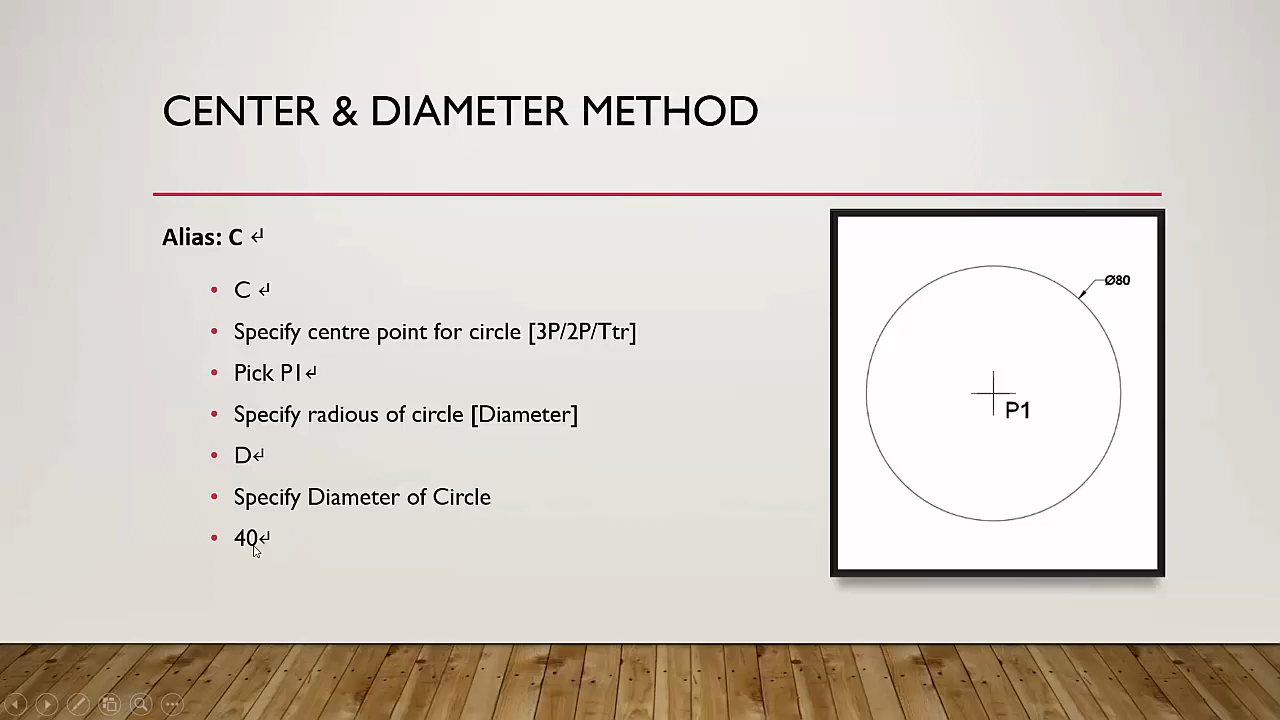 CENTER & DIAMETER METHOD
Alias: C ↵
• C ↵
• Specify centre point for circle [3P/2P/Ttr]
• Pick P1↵
• Specify radious of circle [Diameter]
• D↵
• Specify Diameter of Circle
• 40↵
Ø80
P1